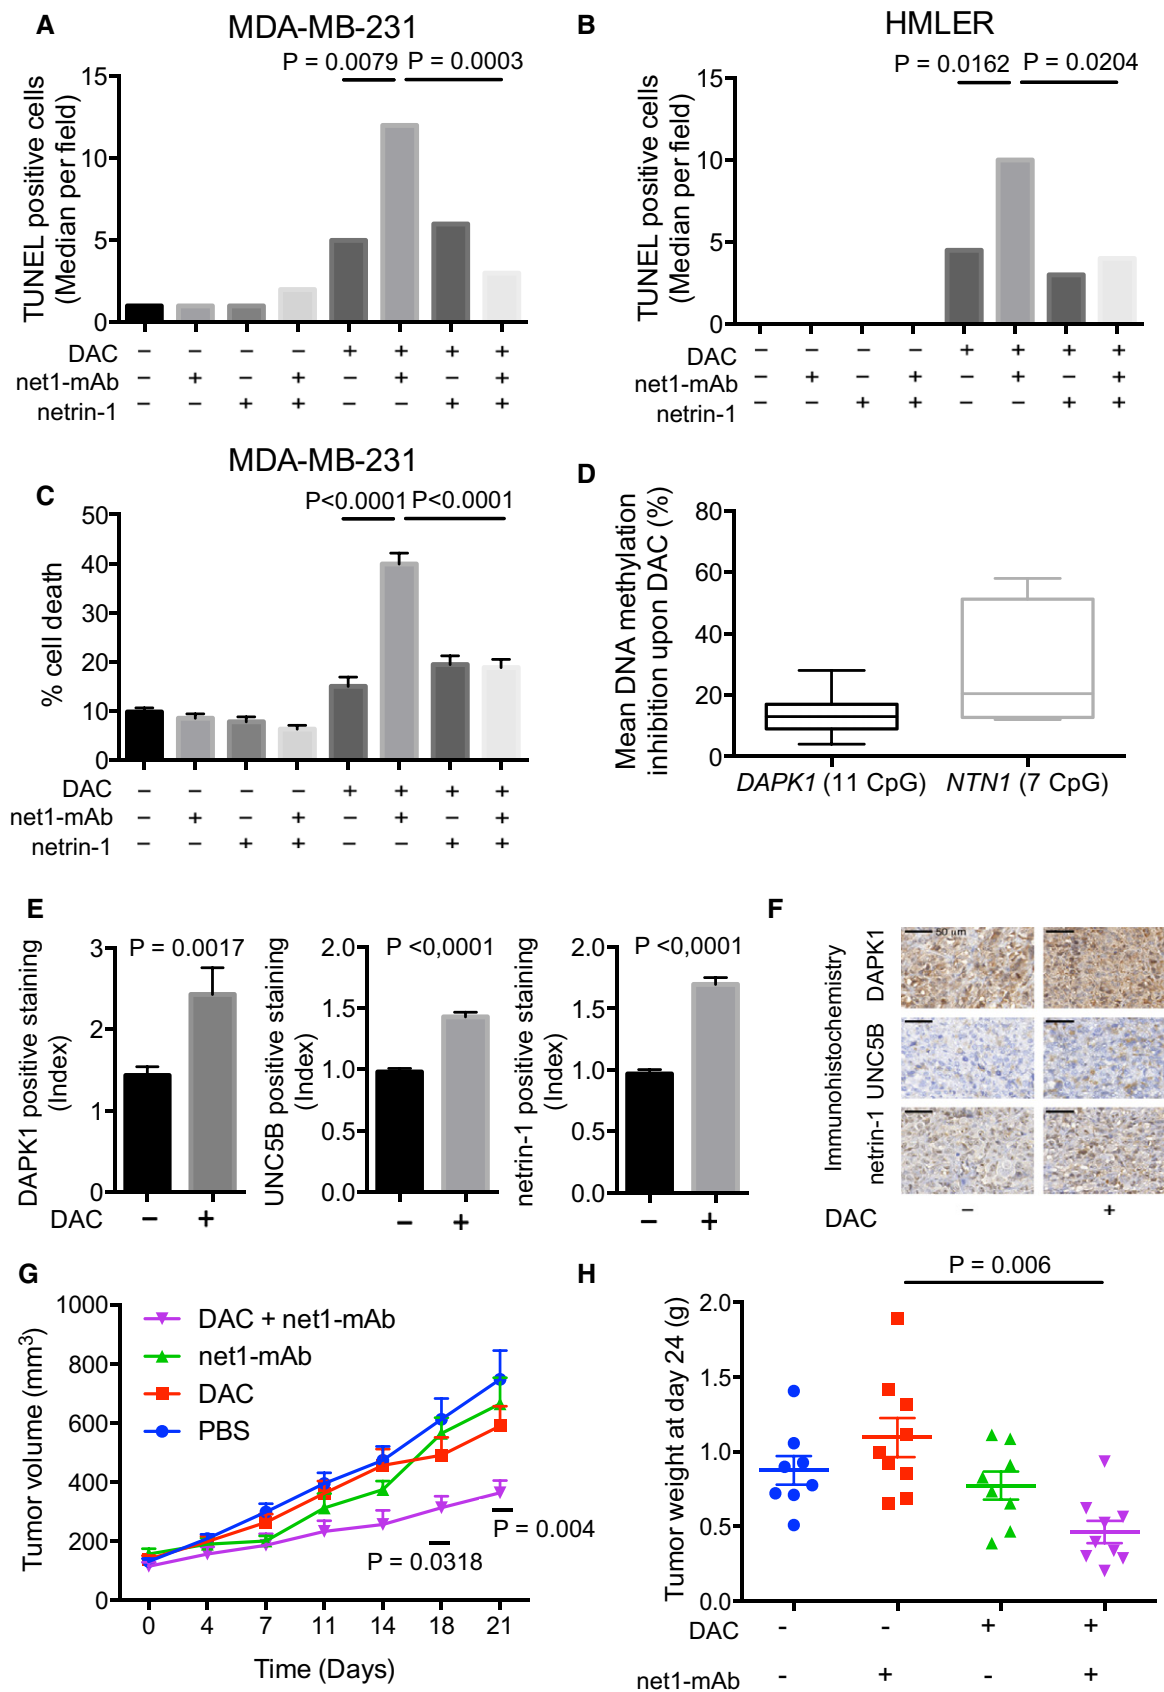 A
MDA-MB-231
P = 0.0079
P = 0.0003
TUNEL positive cells
(Median per field)
15
10
5
0
DAC – – – – + + + +
net1-mAb – + – + – + – +
netrin-1 – – + + – – + +
B
HMLER
P = 0.0162
P = 0.0204
TUNEL positive cells
(Median per field)
15
10
5
0
DAC – – – – + + + +
net1-mAb – + – + – + – +
netrin-1 – – + + – – + +
C
MDA-MB-231
P<0.0001
P<0.0001
% cell death
50
40
30
20
10
0
DAC – – – – + + + +
net1-mAb – + – + – + – +
netrin-1 – – + + – – + +
D
Mean DNA methylation
inhibition upon DAC (%)
80
60
40
20
0
DAPK1 (11 CpG)
NTN1 (7 CpG)
E
DAPK1 positive staining
(Index)
P = 0.0017
3
2
1
0
DAC – +
UNC5B positive staining
(Index)
P <0,0001
2.0
1.5
1.0
0.5
0.0
– +
netrin-1 positive staining
(Index)
P <0,0001
2.0
1.5
1.0
0.5
0.0
– +
F
Immunohistochemistry
DAPK1
UNC5B
netrin-1
50 µm
DAC – +
G
Tumor volume (mm³)
1000
800
600
400
200
0
DAC + net1-mAb
net1-mAb
DAC
PBS
P = 0.004
P = 0.0318
0 4 7 11 14 18 21
Time (Days)
H
P = 0.006
Tumor weight at day 24 (g)
2.0
1.5
1.0
0.5
0.0
DAC - - + +
net1-mAb - + - +